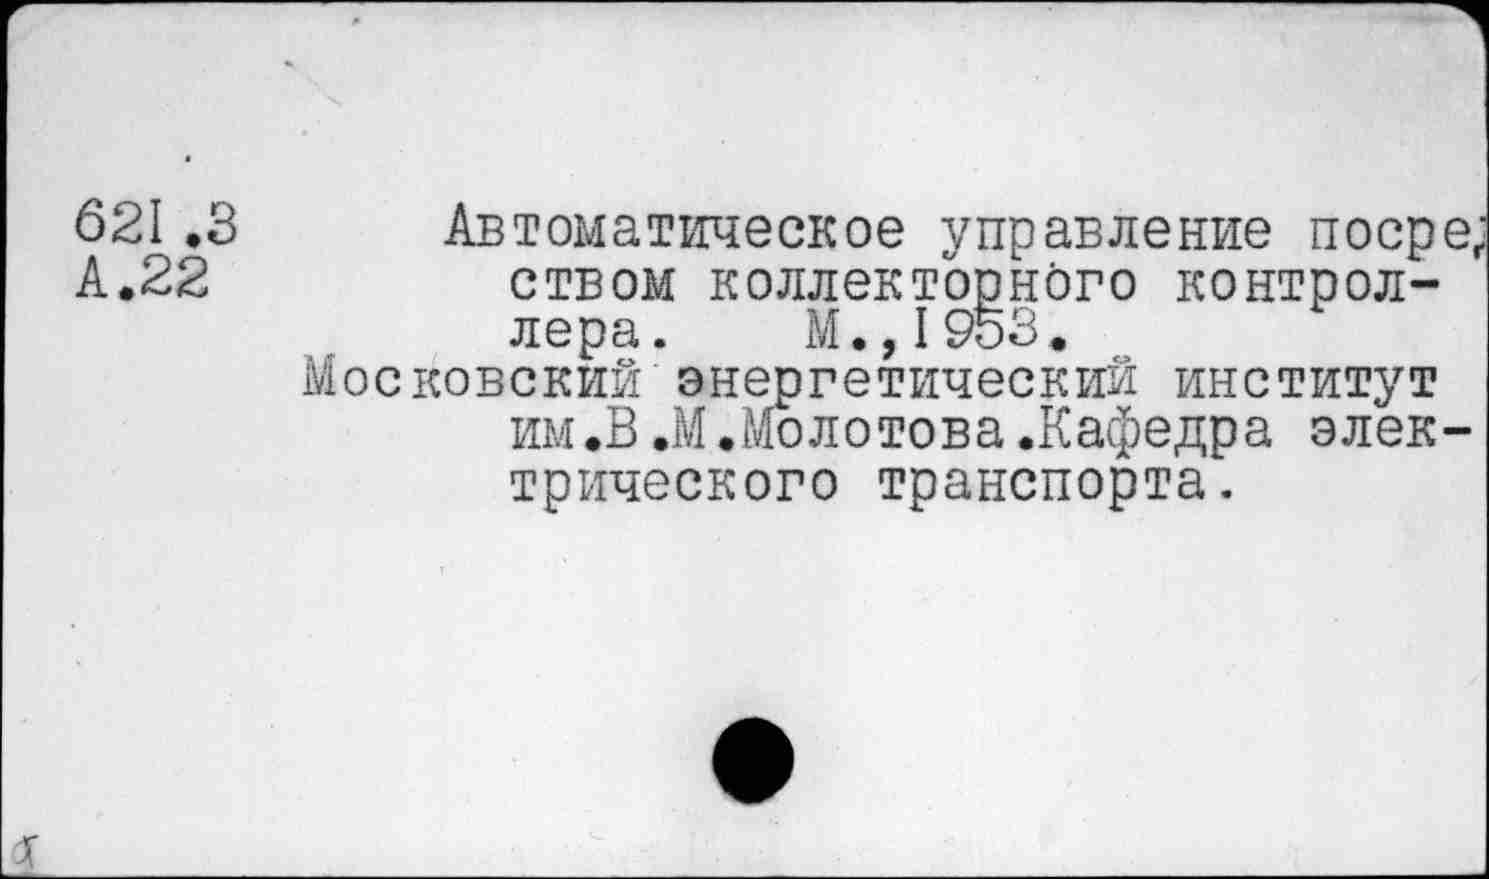 621.3 Автоматическое управление посред
А.22 ством коллекторного контрол-
лера. М.,1953.
Московский энергетический институт
им.В.М.Молотова.Кафедра элек-
трического транспорта.